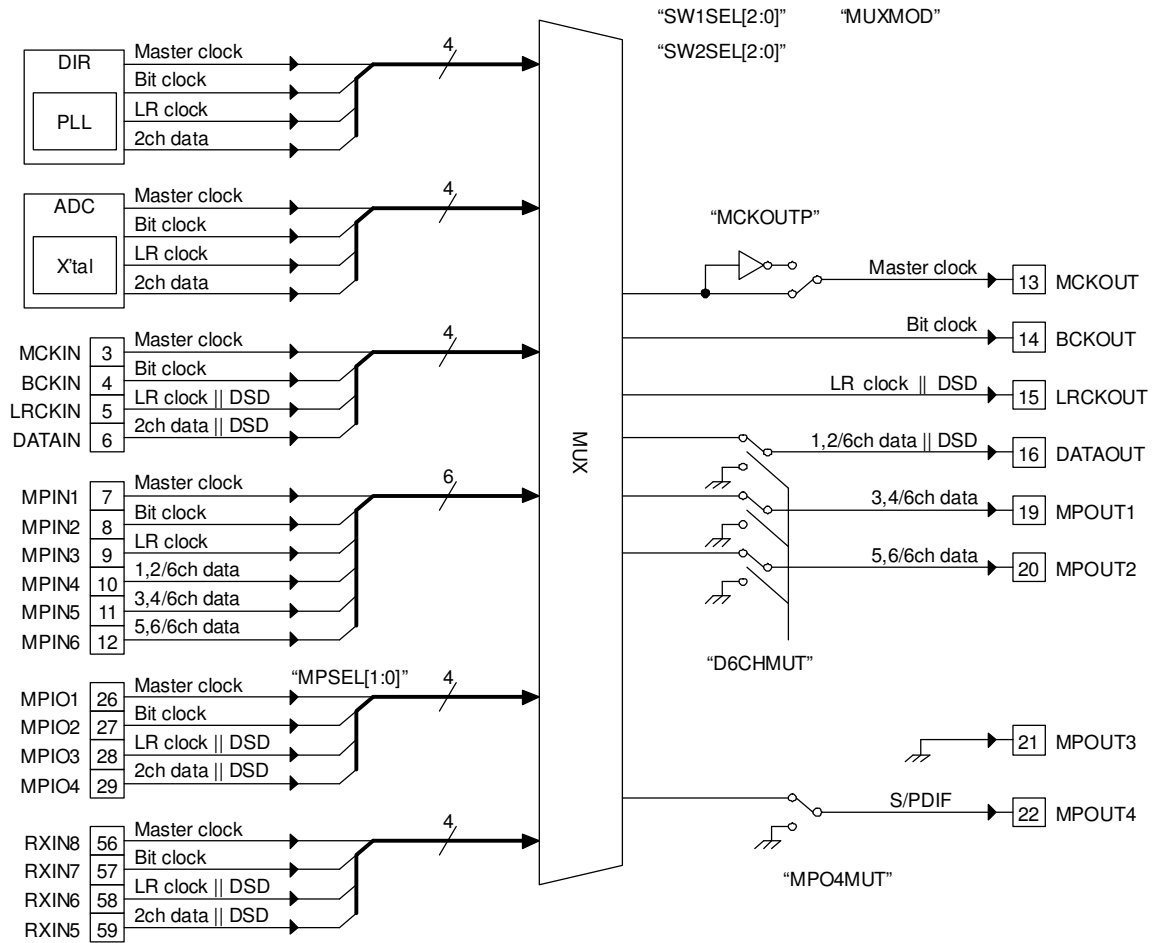 “SW1SEL[2:0]” “MUXMOD”
“SW2SEL[2:0]”
DIR
PLL
Master clock
Bit clock
LR clock
2ch data
4
ADC
X'tal
Master clock
Bit clock
LR clock
2ch data
4
MCKIN 3 Master clock
BCKIN 4 Bit clock
LRCKIN 5 LR clock || DSD
DATAIN 6 2ch data || DSD
4
MPIN1 7 Master clock
MPIN2 8 Bit clock
MPIN3 9 LR clock
MPIN4 10 1,2/6ch data
MPIN5 11 3,4/6ch data
MPIN6 12 5,6/6ch data
6
“MPSEL[1:0]”
MPIO1 26 Master clock
MPIO2 27 Bit clock
MPIO3 28 LR clock || DSD
MPIO4 29 2ch data || DSD
4
RXIN8 56 Master clock
RXIN7 57 Bit clock
RXIN6 58 LR clock || DSD
RXIN5 59 2ch data || DSD
4
MUX
“MCKOUTP”
Master clock 13 MCKOUT
Bit clock 14 BCKOUT
LR clock || DSD 15 LRCKOUT
1,2/6ch data || DSD 16 DATAOUT
3,4/6ch data 19 MPOUT1
5,6/6ch data 20 MPOUT2
“D6CHMUT”
21 MPOUT3
S/PDIF 22 MPOUT4
“MPO4MUT”